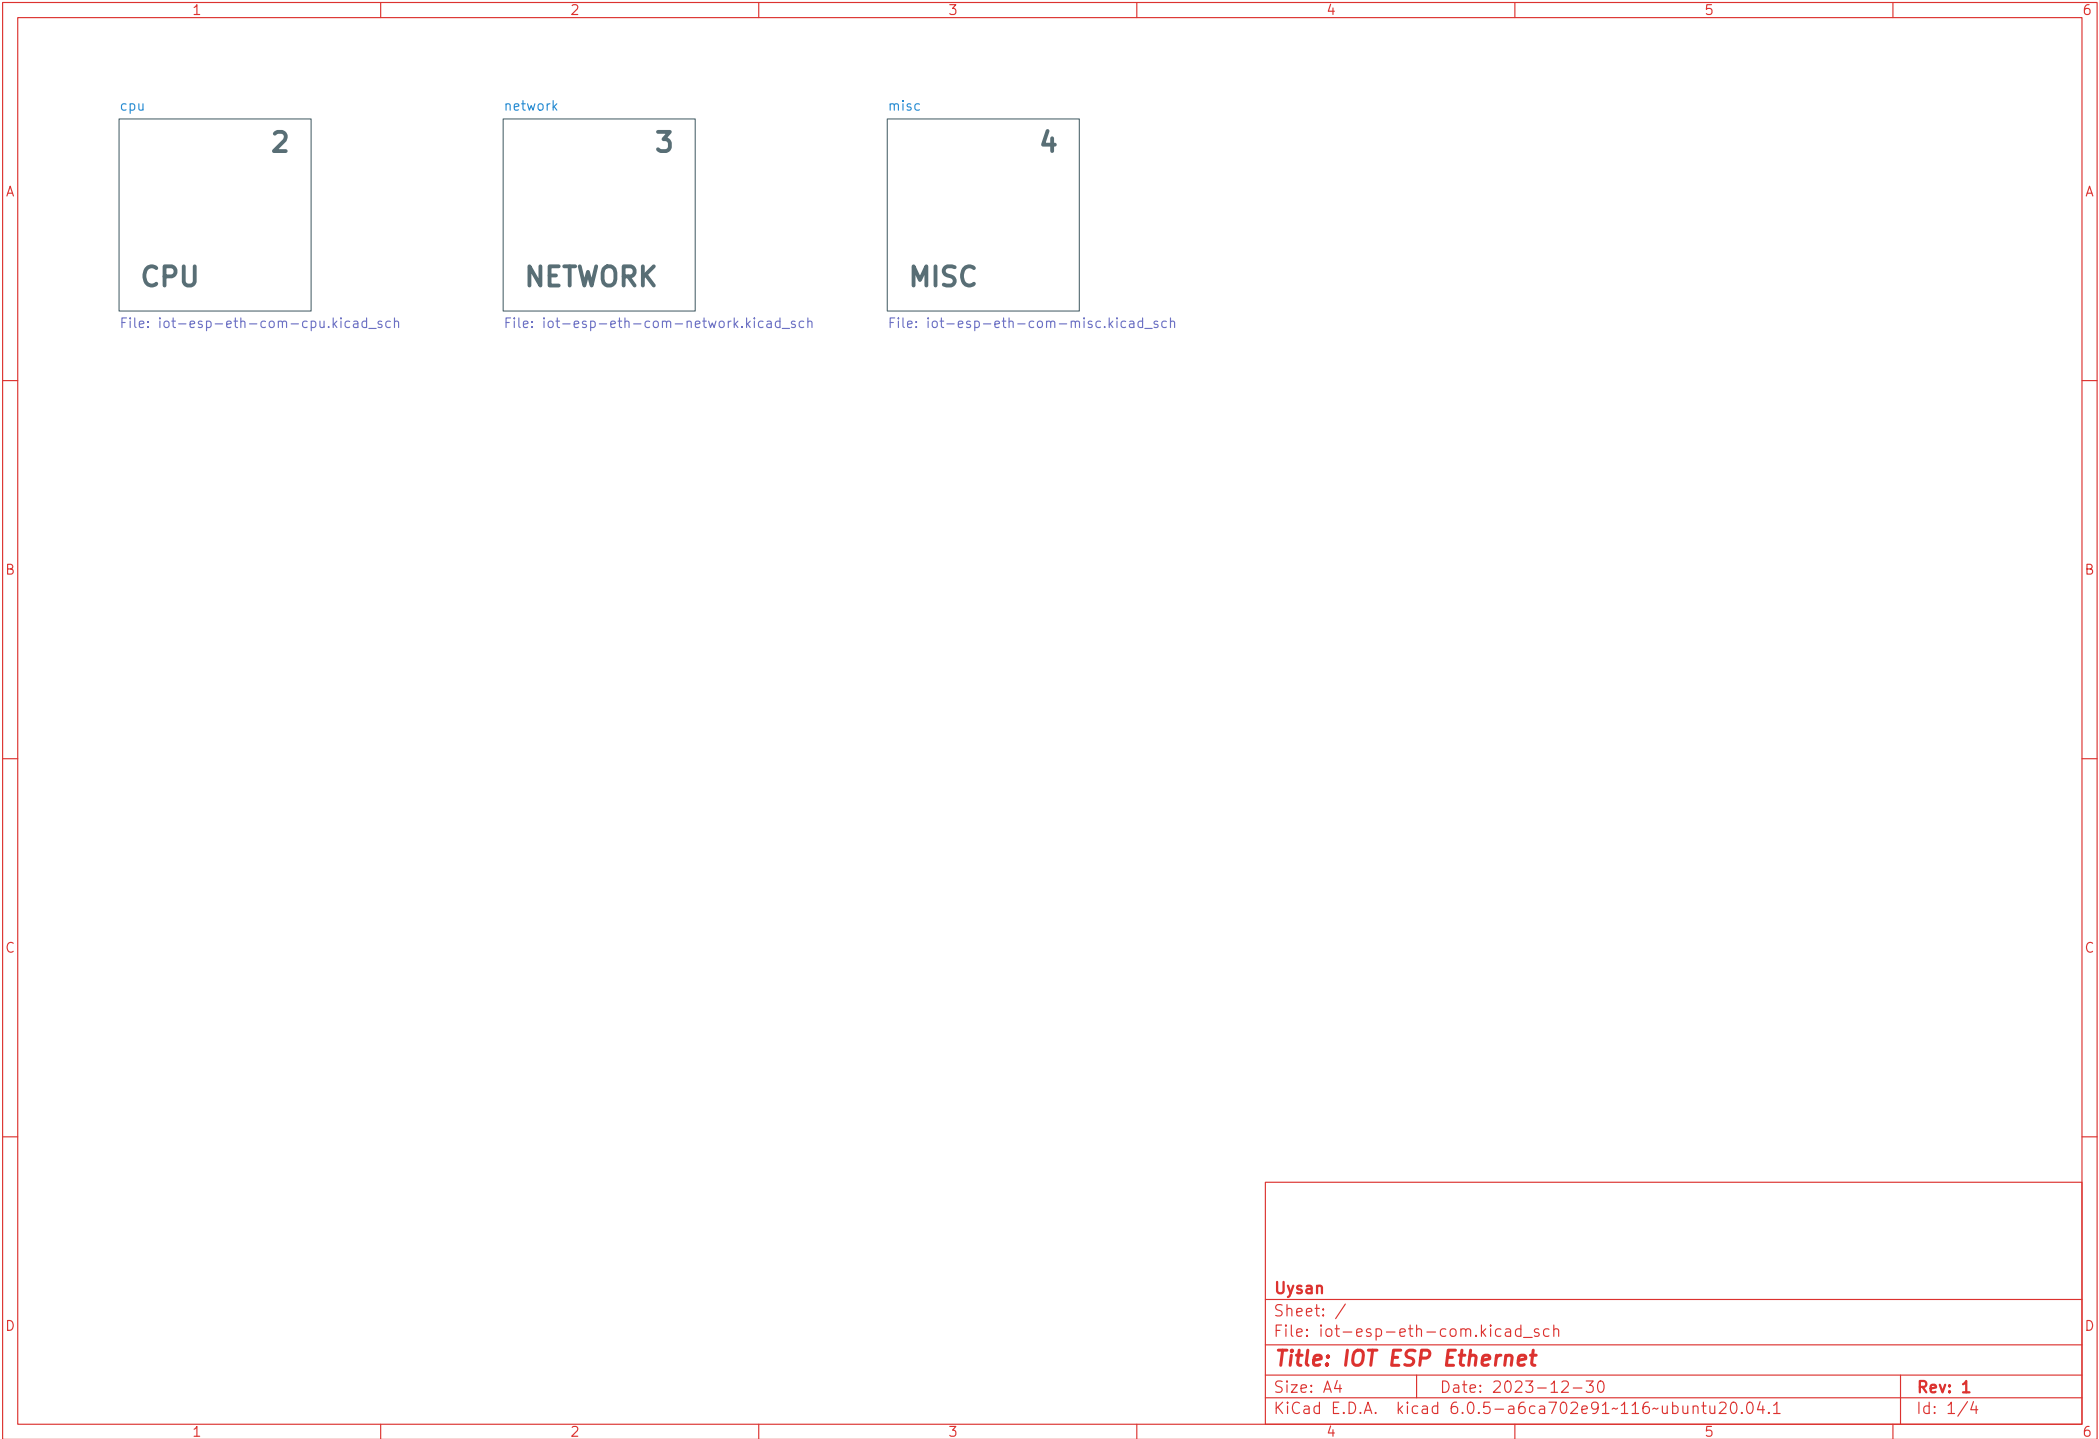 1 2 3 4 5 6
cpu network misc
2 3 4
A A
CPU NETWORK MISC
File: iot-esp-eth-com-cpu.kicad_sch File: iot-esp-eth-com-network.kicad_sch File: iot-esp-eth-com-misc.kicad_sch
B B
C C
Uysan
Sheet: /
D D
File: iot-esp-eth-com.kicad_sch
Title: IOT ESP Ethernet
Size: A4 Date: 2023-12-30 Rev: 1
KiCad E.D.A. kicad 6.0.5-a6ca702e91~116~ubuntu20.04.1 Id: 1/4
1 2 3 4 5 6